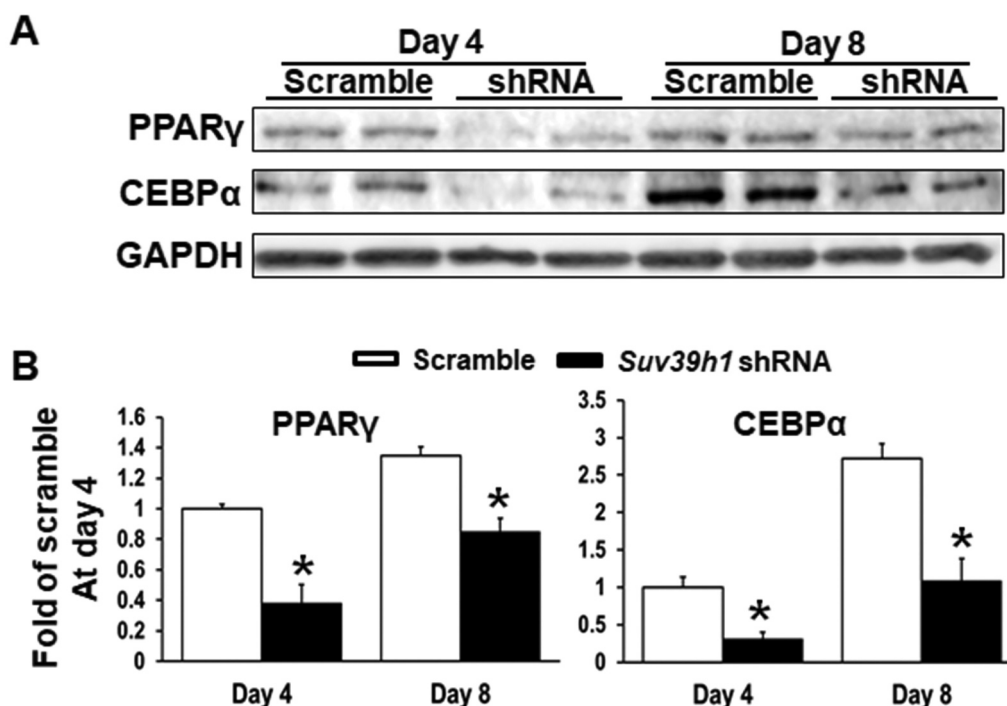 A
Day 4 Day 8
Scramble shRNA Scramble shRNA
PPARγ
CEBPα
GAPDH
B
Scramble Suv39h1 shRNA
Fold of scramble
At day 4
PPARγ
1.6
1.4
1.2
1
0.8
0.6
0.4
0.2
0
* *
Day 4 Day 8
CEBPα
3.5
3
2.5
2
1.5
1
0.5
0
* *
Day 4 Day 8